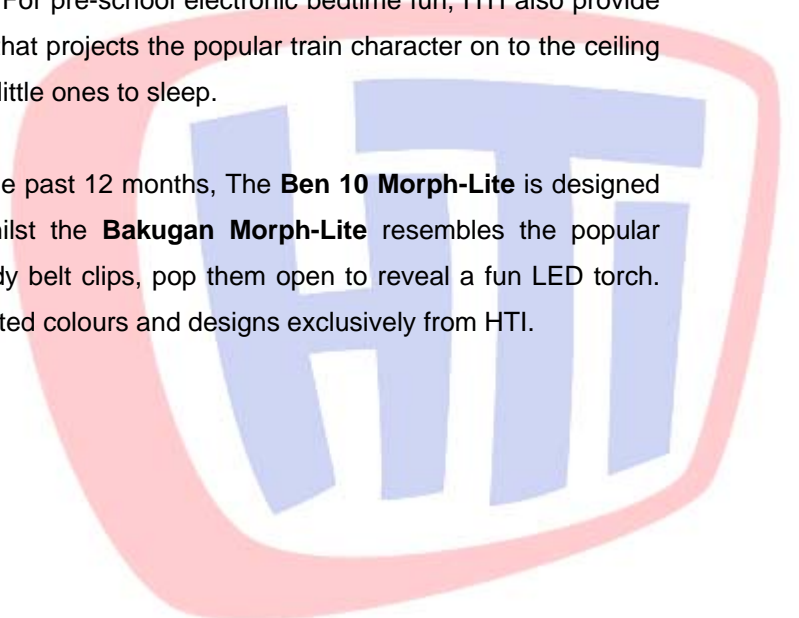 For pre-school electronic bedtime fun, HTI also provide
hat projects the popular train character on to the ceiling
little ones to sleep.
e past 12 months, The Ben 10 Morph-Lite is designed
ilst the Bakugan Morph-Lite resembles the popular
dy belt clips, pop them open to reveal a fun LED torch.
ted colours and designs exclusively from HTI.
HTi